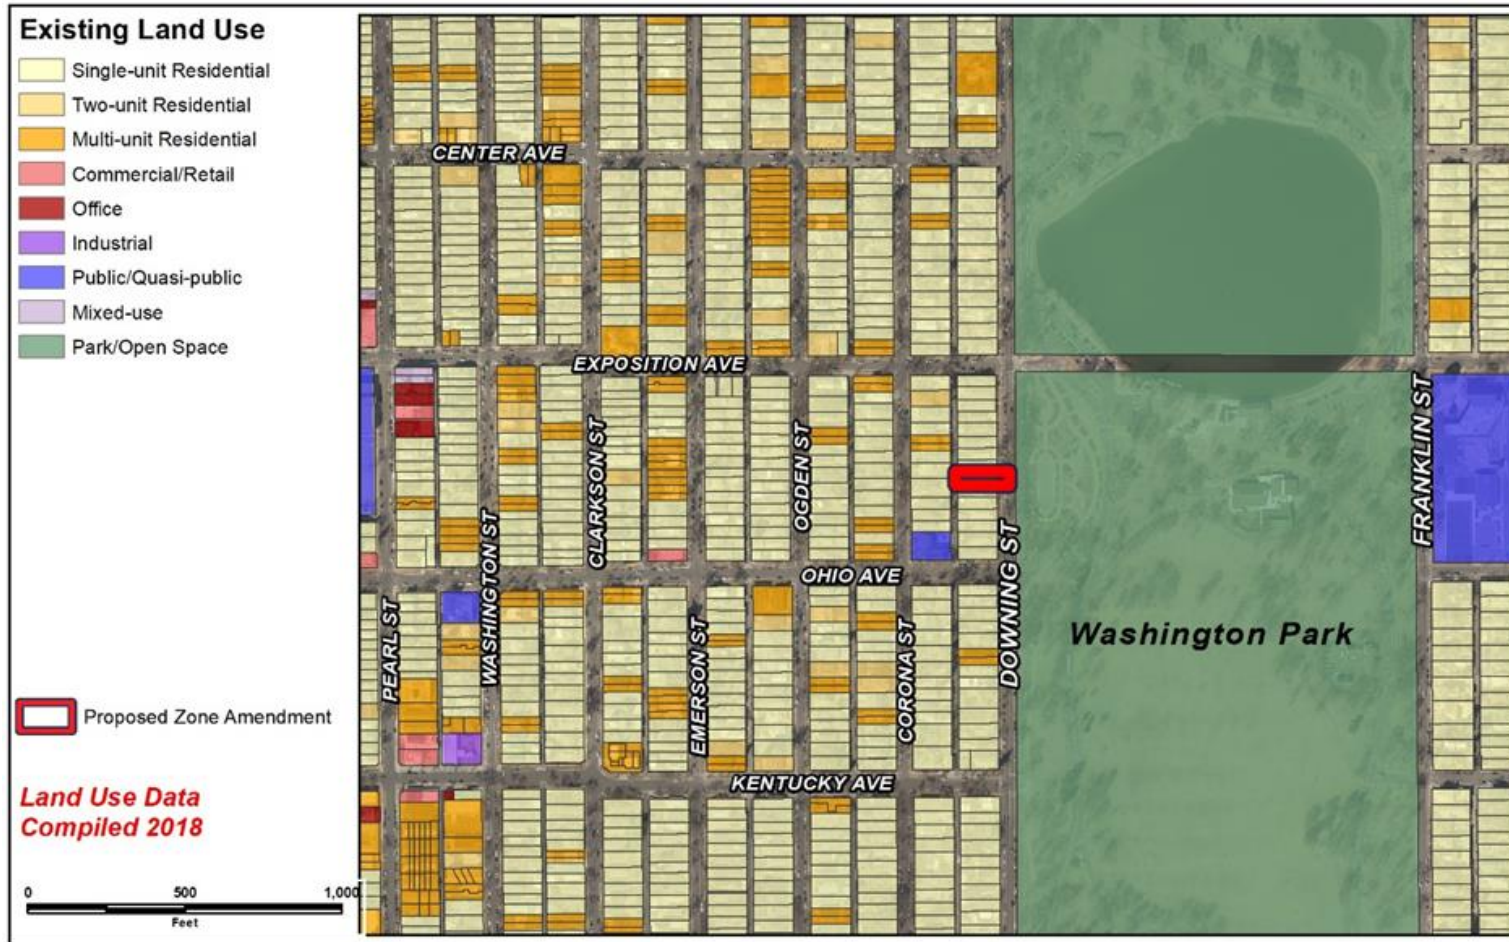 Existing Land Use
Single-unit Residential
Two-unit Residential
Multi-unit Residential
Commercial/Retail
Office
Industrial
Public/Quasi-public
Mixed-use
Park/Open Space
Proposed Zone Amendment
Land Use Data
Compiled 2018
0 500 1,000
Feet
CENTER AVE
EXPOSITION AVE
CLARKSON ST
OGDEN ST
FRANKLIN ST
WASHINGTON ST
DOWNING ST
OHIO AVE
PEARL ST
EMERSON ST
CORONA ST
Washington Park
KENTUCKY AVE